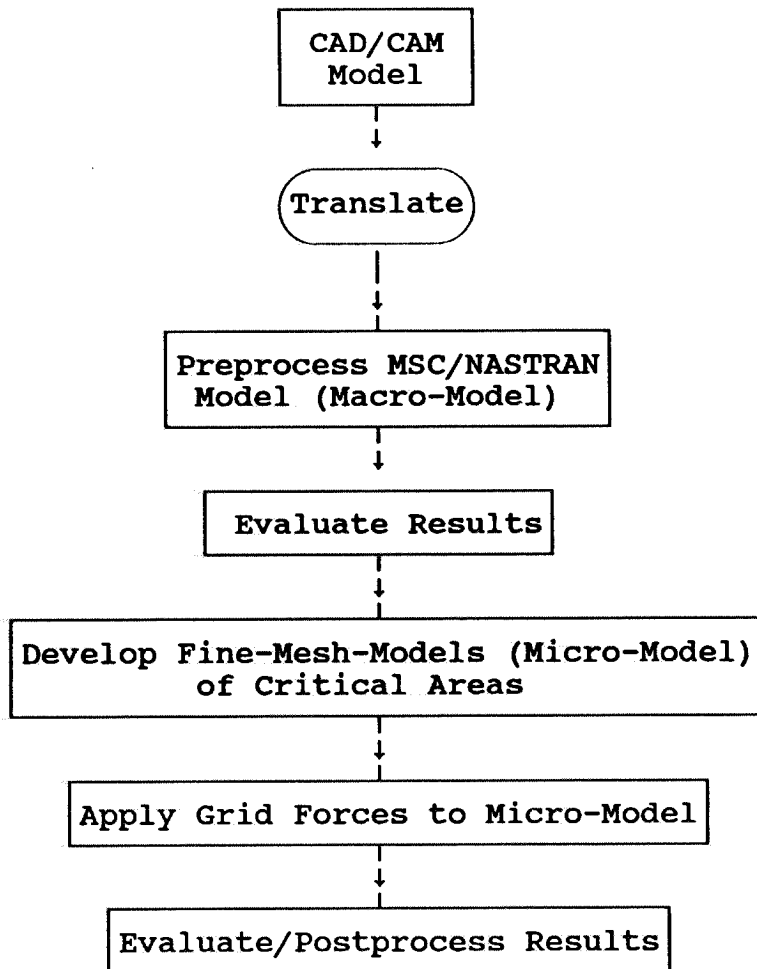 CAD/CAM
Model
Translate
Preprocess MSC/NASTRAN
Model (Macro-Model)
Evaluate Results
Develop Fine-Mesh-Models (Micro-Model)
of Critical Areas
Apply Grid Forces to Micro-Model
Evaluate/Postprocess Results